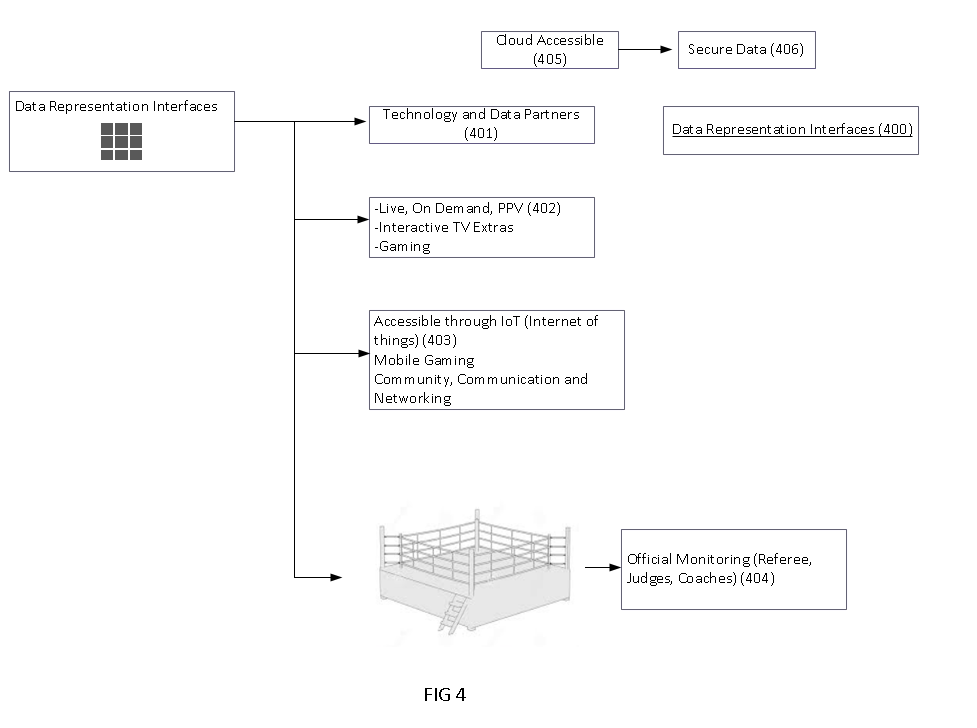 Cloud Accessible
(405)
Secure Data (406)
Data Representation Interfaces
Technology and Data Partners
(401)
Data Representation Interfaces (400)
-Live, On Demand, PPV (402)
-Interactive TV Extras
-Gaming
Accessible through IoT (Internet of
things) (403)
Mobile Gaming
Community, Communication and
Networking
Official Monitoring (Referee,
Judges, Coaches) (404)
FIG 4